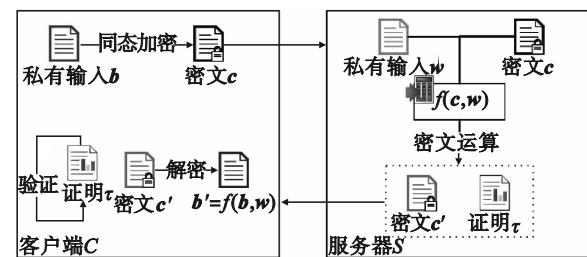 同态加密
私有输入b
密文c
验证
证明τ
解密
密文c'
b'=f(b,w)
客户端C
私有输入w
密文c
f(c,w)
密文运算
密文c'
证明τ
服务器S